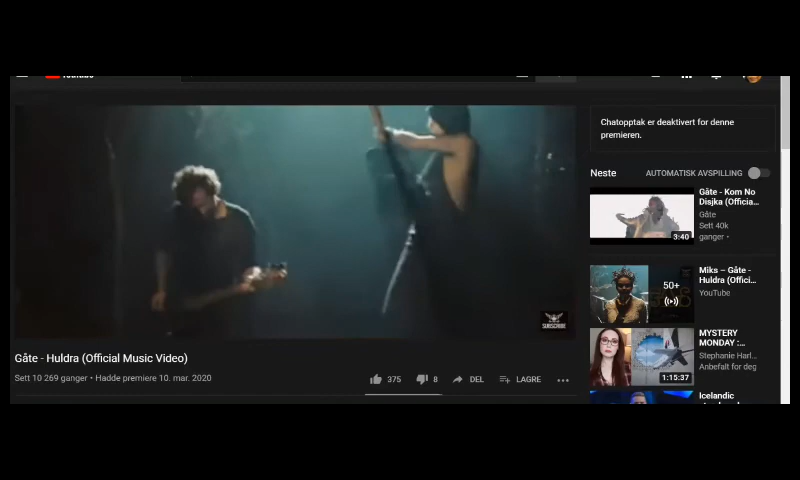 Chatopptak er deaktivert for denne
premieren.
Neste
AUTOMATISK AVSPILLING
Gåte - Kom No
Disjka (Officia...
Gåte
Sett 40k
ganger •
3:40
Miks – Gåte -
Huldra (Offici...
YouTube
50+
MYSTERY
MONDAY :...
Stephanie Harl...
Anbefalt for deg
1:15:37
Icelandic
SUBSCRIBE
Gåte - Huldra (Official Music Video)
Sett 10 269 ganger • Hadde premiere 10. mar. 2020
375
8
DEL
LAGRE